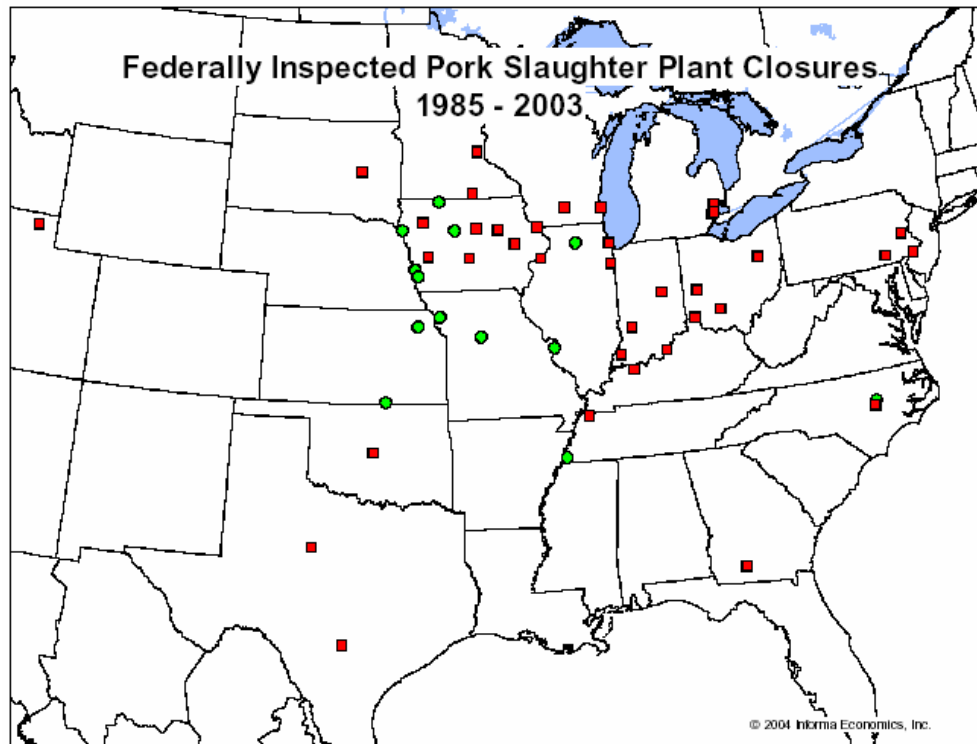 Federally Inspected Pork Slaughter Plant Closures
1985 - 2003
© 2004 Informa Economics, Inc.